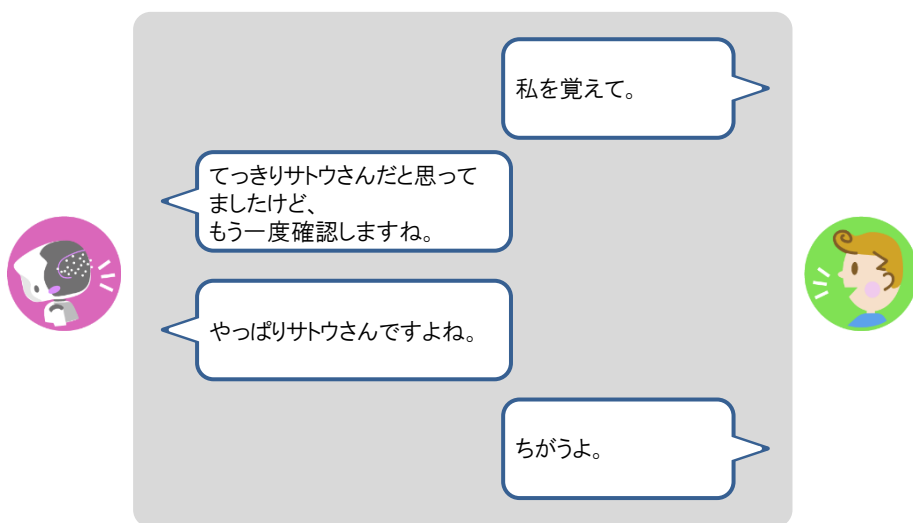 私を覚えて。
てっきりサトウさんだと思って
ましたけど、
もう一度確認しますね。
やっぱりサトウさんですよね。
ちがうよ。